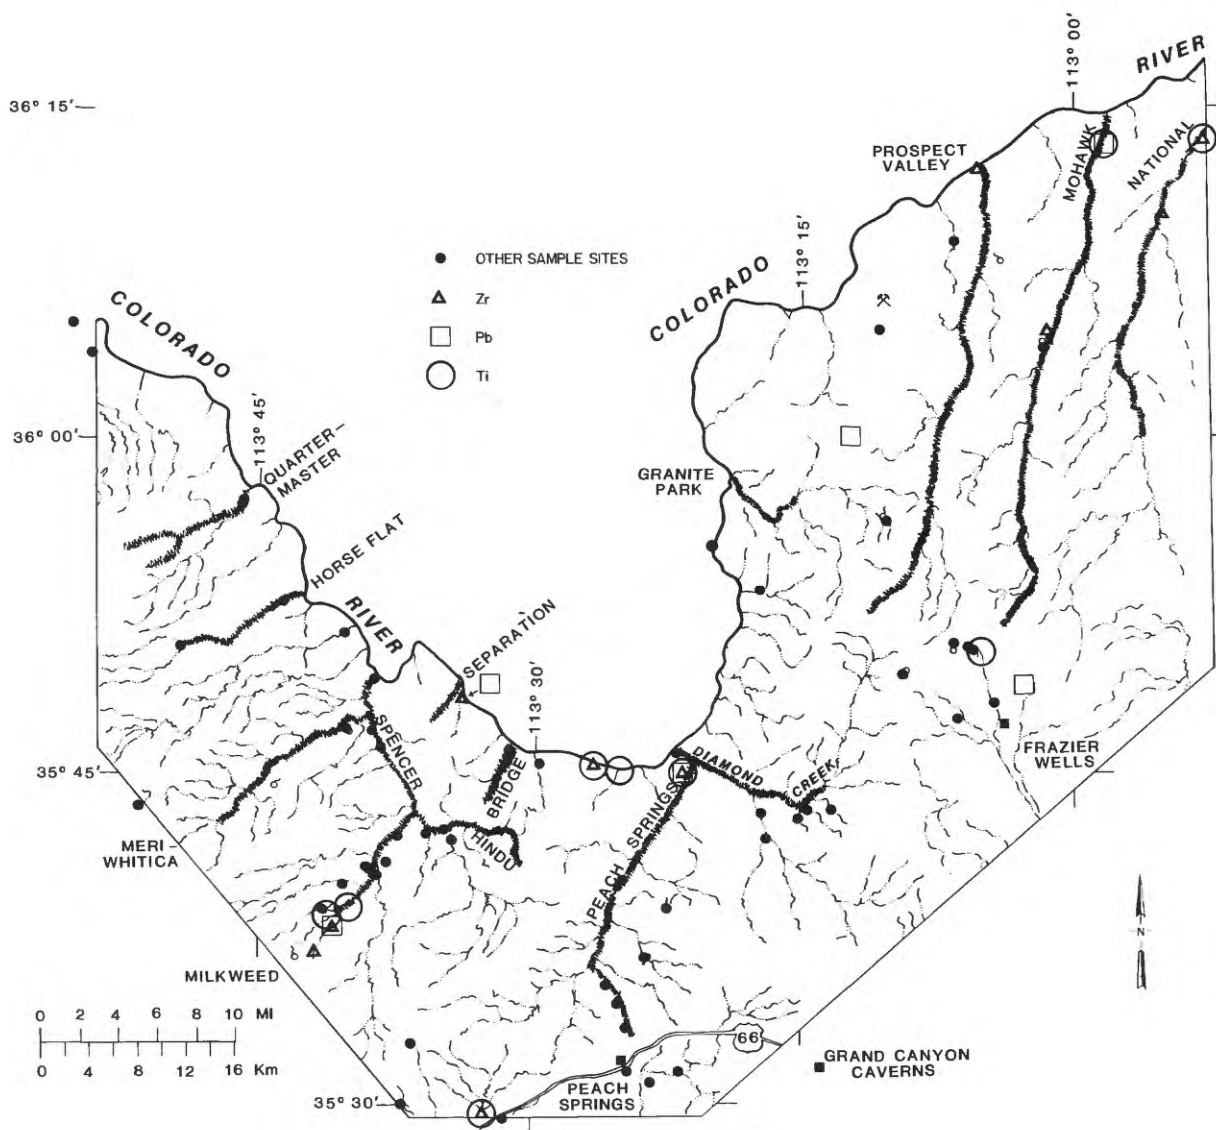 113° 00′
RIVER
36° 15′
PROSPECT
VALLEY
MOHAWK
NATIONAL
OTHER SAMPLE SITES
Zr
Pb
Ti
113° 15′
COLORADO
COLORADO
36° 00′
113° 45′
QUARTER-
MASTER
GRANITE
PARK
HORSE FLAT
RIVER
SEPARATION
113° 30′
SPENCER
BRIDGE
DIAMOND
CREEK
FRAZIER
WELLS
35° 45′
HINDU
MERI-
WHITICA
PEACH SPRINGS
N
MILKWEED
0 2 4 6 8 10 MI
0 4 8 12 16 Km
66
GRAND CANYON
CAVERNS
PEACH
SPRINGS
35° 30′